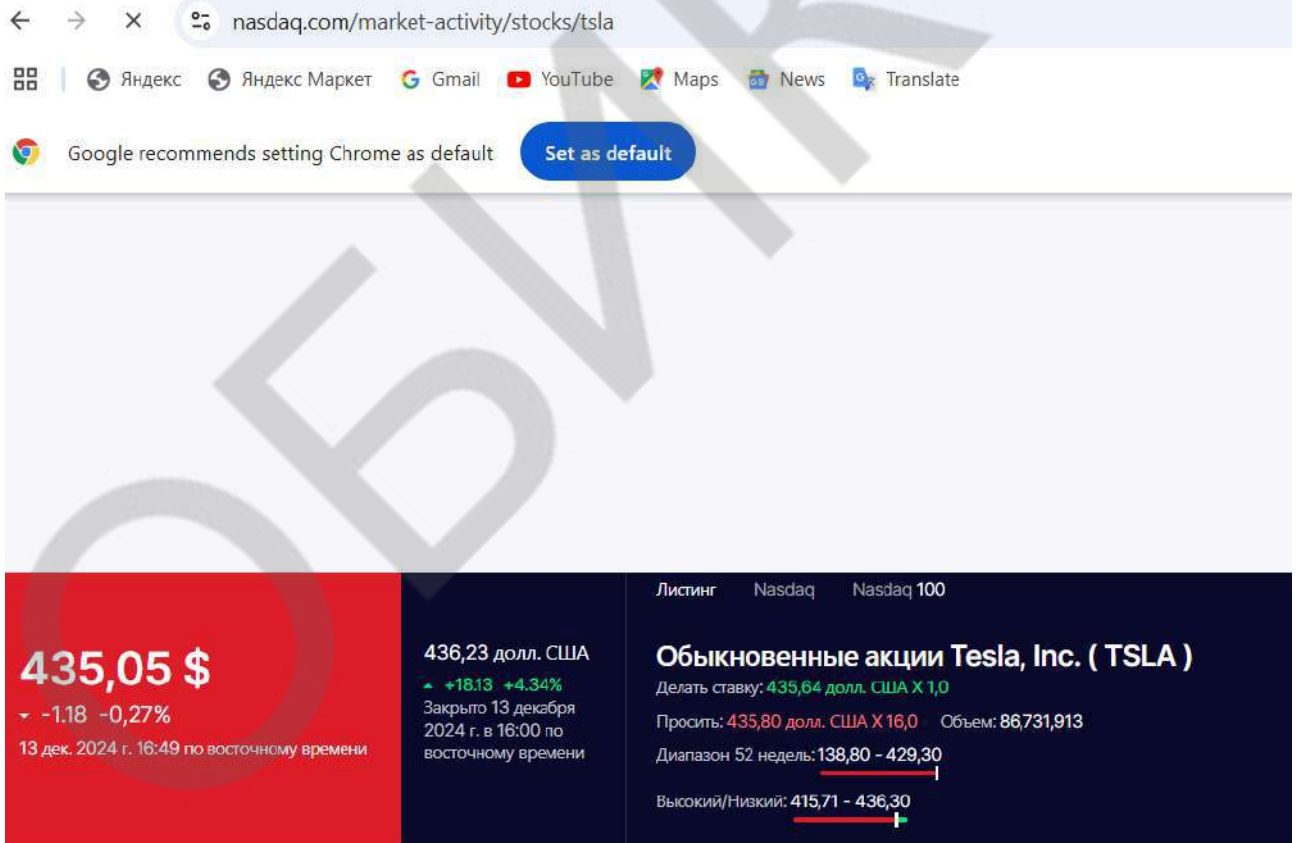 nasdaq.com/market-activity/stocks/tsla
Яндекс Яндекс Маркет Gmail YouTube Maps News Translate
Google recommends setting Chrome as default Set as default
ОБИК
Листинг Nasdaq Nasdaq 100
435,05 $
-1.18 -0,27%
13 дек. 2024 г. 16:49 по восточному времени
436,23 долл. США
+18.13 +4.34%
Закрыто 13 декабря
2024 г. в 16:00 по
восточному времени
Обыкновенные акции Tesla, Inc. ( TSLA )
Делать ставку: 435,64 долл. США X 1,0
Просить: 435,80 долл. США X 16,0 Объем: 86,731,913
Диапазон 52 недель: 138,80 - 429,30
Высокий/Низкий: 415,71 - 436,30